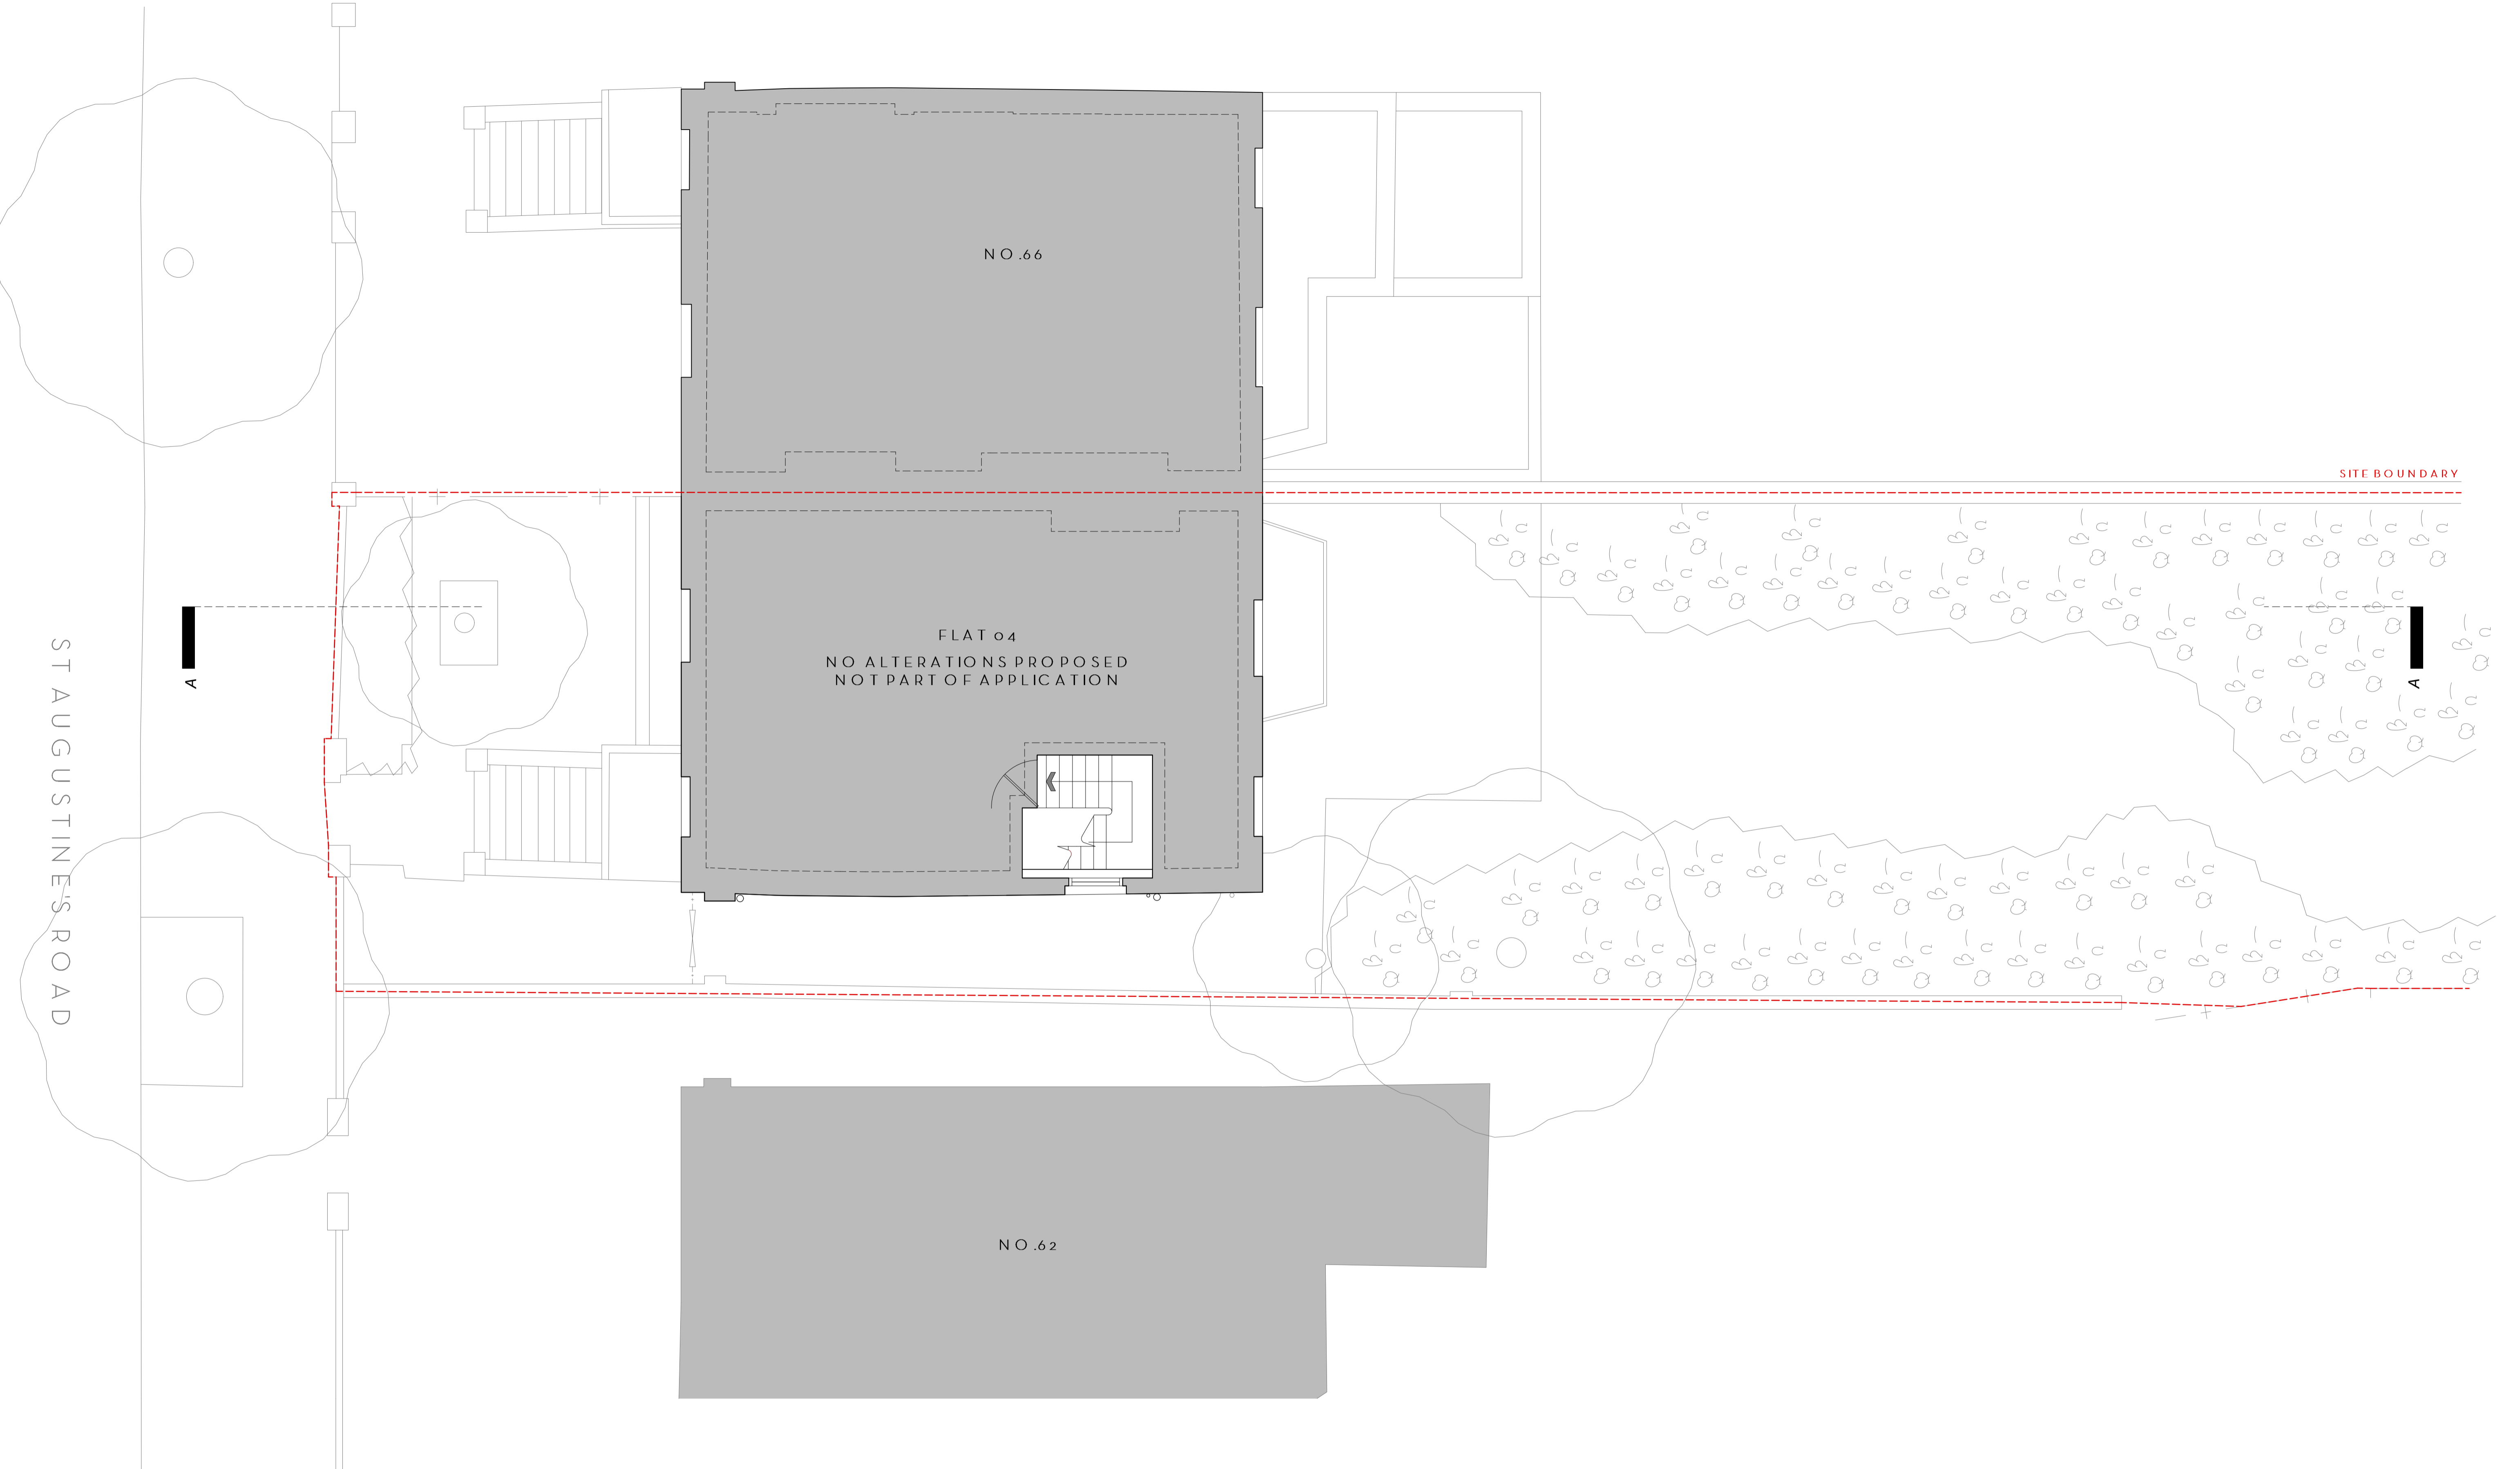 NO.66
SITE BOUNDARY
FLAT 04
NO ALTERATIONS PROPOSED
NOT PART OF APPLICATION
A
A
ST AUGUSTINE'S ROAD
NO.62